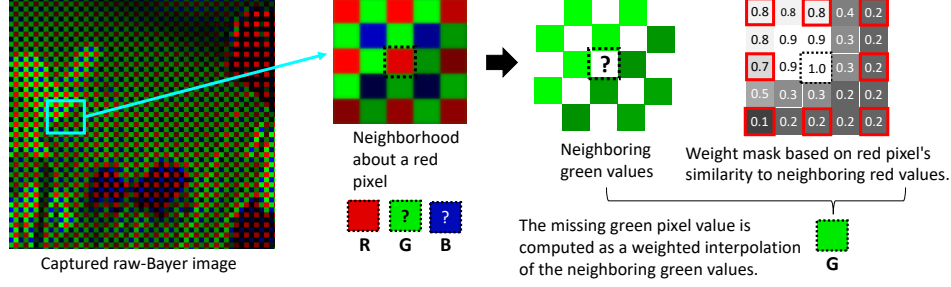 0.8 0.8 0.8 0.4 0.2
0.8 0.9 0.9 0.3 0.2
0.7 0.9 1.0 0.3 0.2
0.5 0.3 0.3 0.2 0.2
0.1 0.2 0.2 0.2 0.2
?
Captured raw-Bayer image
Neighborhood
about a red
pixel
? ?
R G B
Neighboring
green values
Weight mask based on red pixel's
similarity to neighboring red values.
The missing green pixel value is
computed as a weighted interpolation
of the neighboring green values.
G